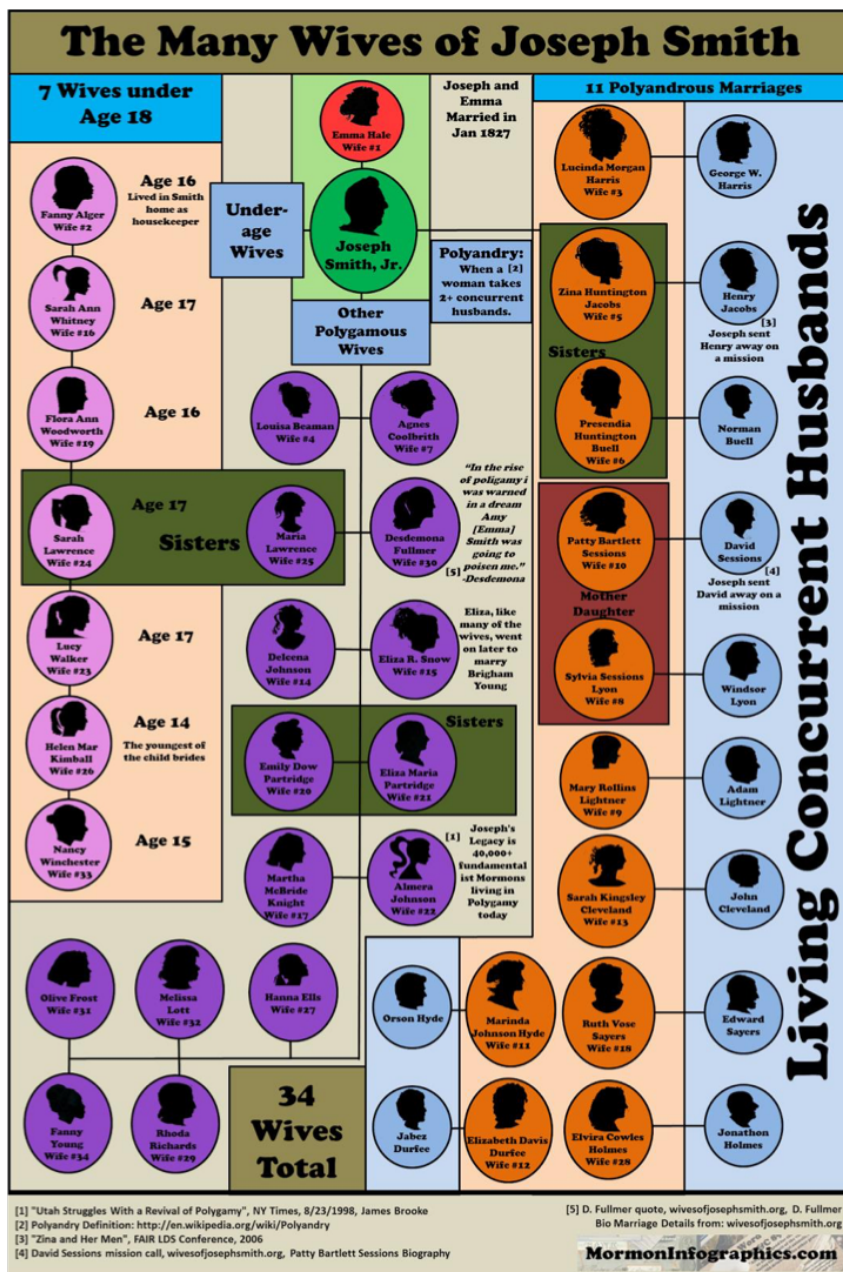 The Many Wives of Joseph Smith
7 Wives under
Age 18
Joseph and
Emma
Married in
Jan 1827
11 Polyandrous Marriages
Emma Hale
Wife #1
Joseph
Smith, Jr.
Under-
age
Wives
Polyandry:
When a [2]
woman takes
2+ concurrent
husbands.
Other
Polygamous
Wives
Fanny Alger
Wife #2
Age 16
Lived in Smith
home as
housekeeper
Sarah Ann
Whitney
Wife #16
Age 17
Flora Ann
Woodworth
Wife #19
Age 16
Sarah
Lawrence
Wife #24
Age 17
Sisters
Maria
Lawrence
Wife #25
Lucy
Walker
Wife #23
Age 17
Helen Mar
Kimball
Wife #26
Age 14
The youngest of
the child brides
Nancy
Winchester
Wife #33
Age 15
Louisa Beaman
Wife #4
Agnes
Coolbrith
Wife #7
Desdemona
Fullmer
Wife #30
[5]
"In the rise
of poligamy i
was warned
in a dream
Amy
[Emma]
Smith was
going to
poisen me."
-Desdemona
Delcena
Johnson
Wife #14
Eliza R. Snow
Wife #15
Eliza, like
many of the
wives, went
on later to
marry
Brigham
Young
Sisters
Emily Dow
Partridge
Wife #20
Eliza Maria
Partridge
Wife #21
Martha
McBride
Knight
Wife #17
Almera
Johnson
Wife #22
[1] Joseph's
Legacy is
40,000+
fundamental
ist Mormons
living in
Polygamy
today
Olive Frost
Wife #31
Melissa
Lott
Wife #32
Hanna Ells
Wife #27
Fanny
Young
Wife #34
Rhoda
Richards
Wife #29
34
Wives
Total
Lucinda Morgan
Harris
Wife #3
George W.
Harris
Zina Huntington
Jacobs
Wife #5
Henry
Jacobs
[3]
Joseph sent
Henry away on
a mission
Sisters
Presendia
Huntington
Buell
Wife #6
Norman
Buell
Patty Bartlett
Sessions
Wife #10
David
Sessions
[4]
Joseph sent
David away on a
mission
Mother
Daughter
Sylvia Sessions
Lyon
Wife #8
Windsor
Lyon
Mary Rollins
Lightner
Wife #9
Adam
Lightner
Sarah Kingsley
Cleveland
Wife #13
John
Cleveland
Orson Hyde
Marinda
Johnson Hyde
Wife #11
Ruth Vose
Sayers
Wife #18
Edward
Sayers
Jabez
Durfee
Elizabeth Davis
Durfee
Wife #12
Elvira Cowles
Holmes
Wife #28
Jonathon
Holmes
Living Concurrent Husbands
[1] "Utah Struggles With a Revival of Polygamy", NY Times, 8/23/1998, James Brooke
[2] Polyandry Definition: http://en.wikipedia.org/wiki/Polyandry
[3] "Zina and Her Men", FAIR LDS Conference, 2006
[4] David Sessions mission call, wivesofjosephsmith.org, Patty Bartlett Sessions Biography
[5] D. Fullmer quote, wivesofjosephsmith.org, D. Fullmer
Bio Marriage Details from: wivesofjosephsmith.org
MormonInfographics.com